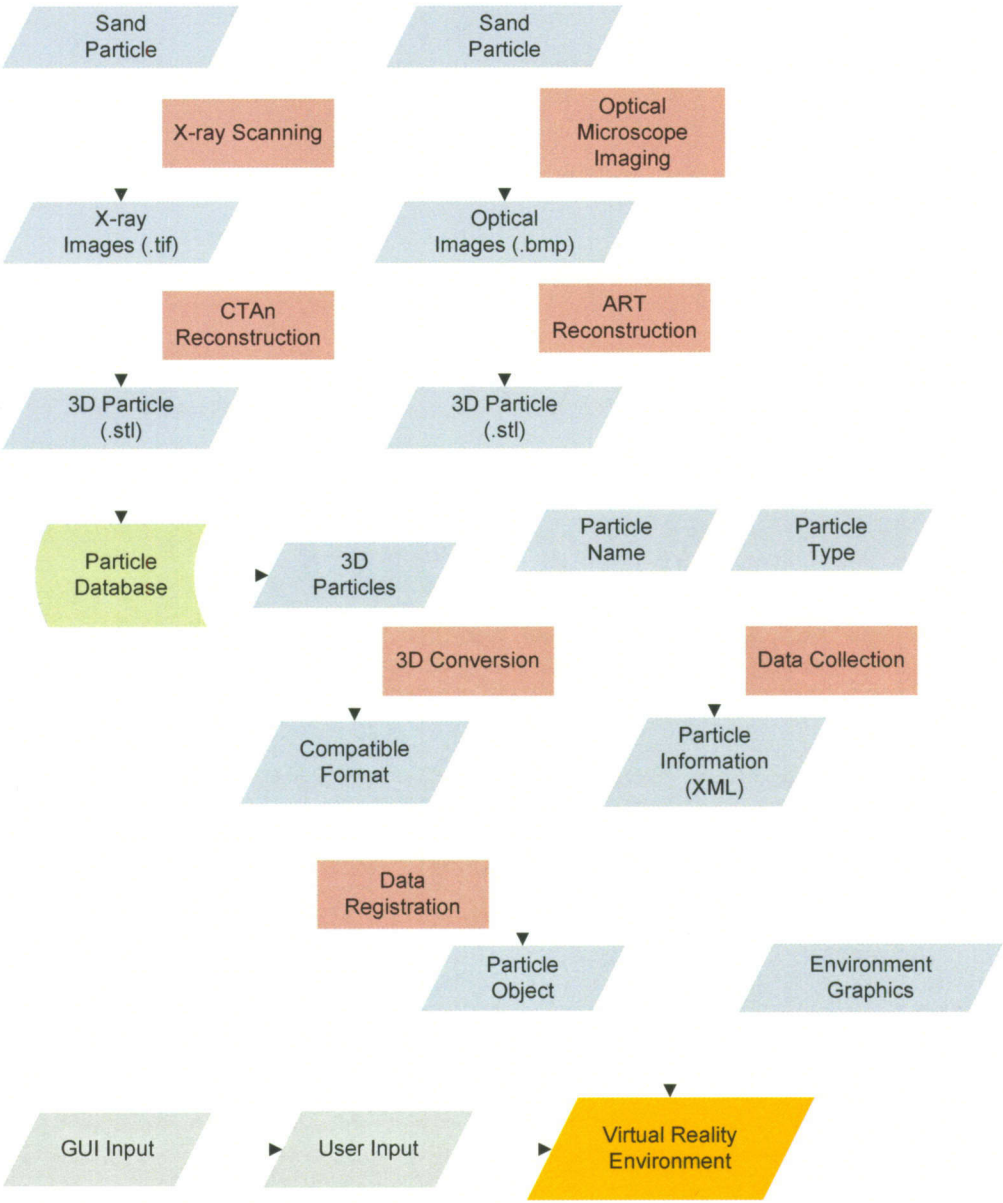 Sand
Particle
Sand
Particle
X-ray Scanning
Optical
Microscope
Imaging
X-ray
Images (.tif)
Optical
Images (.bmp)
CTAn
Reconstruction
ART
Reconstruction
3D Particle
(.stl)
3D Particle
(.stl)
Particle
Database
3D
Particles
Particle
Name
Particle
Type
3D Conversion
Data Collection
Compatible
Format
Particle
Information
(XML)
Data
Registration
Particle
Object
Environment
Graphics
GUI Input
User Input
Virtual Reality
Environment